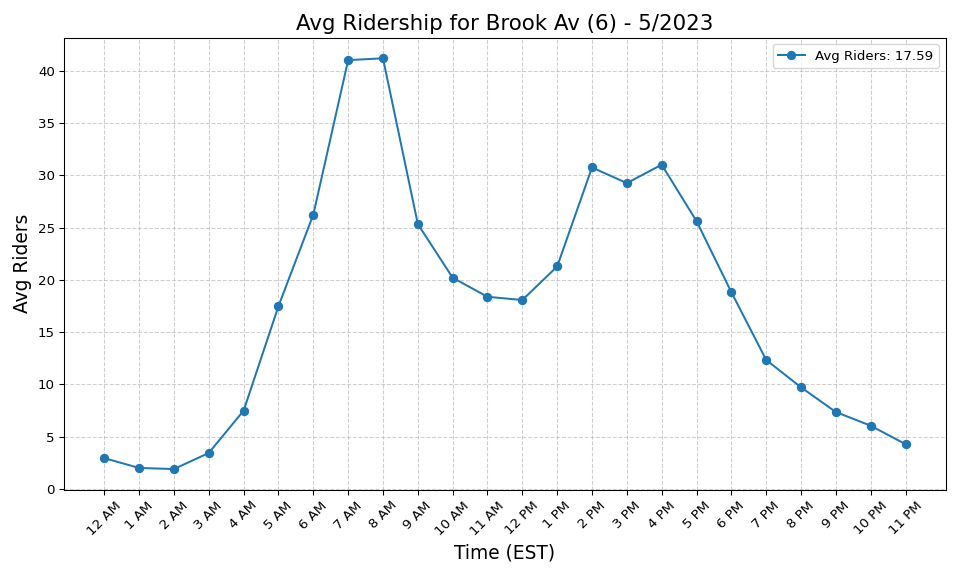 Avg Ridership for Brook Av (6) - 5/2023
Avg Riders: 17.59
Avg Riders
40
35
30
25
20
15
10
5
0
12 AM
1 AM
2 AM
3 AM
4 AM
5 AM
6 AM
7 AM
8 AM
9 AM
10 AM
11 AM
12 PM
1 PM
2 PM
3 PM
4 PM
5 PM
6 PM
7 PM
8 PM
9 PM
10 PM
11 PM
Time (EST)